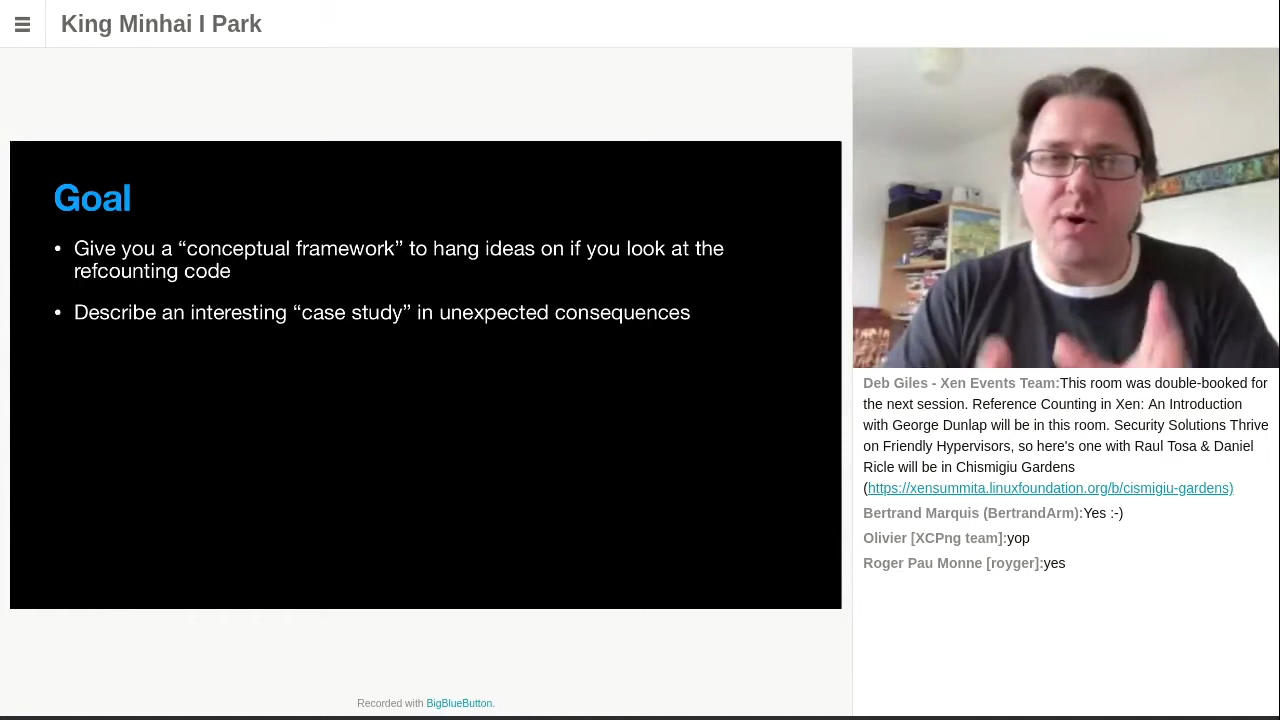 King Minhai I Park
Goal
• Give you a “conceptual framework” to hang ideas on if you look at the
refcounting code
• Describe an interesting “case study” in unexpected consequences
Deb Giles - Xen Events Team:This room was double-booked for
the next session. Reference Counting in Xen: An Introduction
with George Dunlap will be in this room. Security Solutions Thrive
on Friendly Hypervisors, so here's one with Raul Tosa & Daniel
Ricle will be in Chismigiu Gardens
(https://xensummita.linuxfoundation.org/b/cismigiu-gardens)
Bertrand Marquis (BertrandArm):Yes :-)
Olivier [XCPng team]:yop
Roger Pau Monne [royger]:yes
Recorded with BigBlueButton.